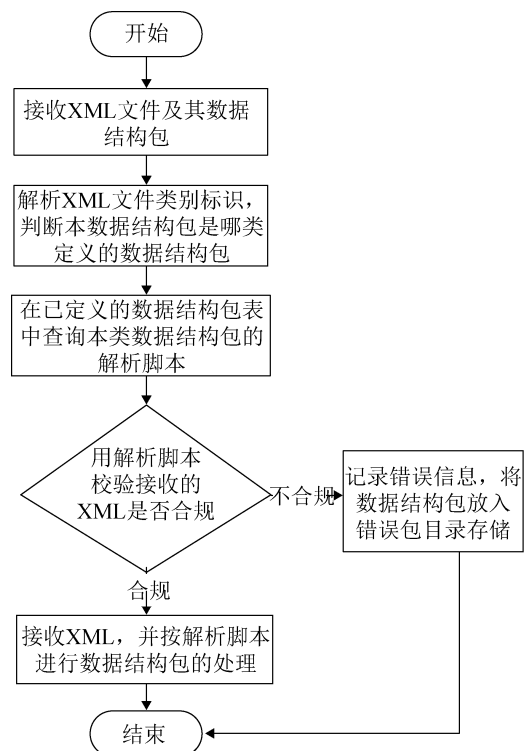 开始
接收XML文件及其数据
结构包
解析XML文件类别标识，
判断本数据结构包是哪类
定义的数据结构包
在已定义的数据结构包表
中查询本类数据结构包的
解析脚本
用解析脚本
校验接收的
XML是否合规
不合规
记录错误信息，将
数据结构包放入
错误包目录存储
合规
接收XML，并按解析脚本
进行数据结构包的处理
结束